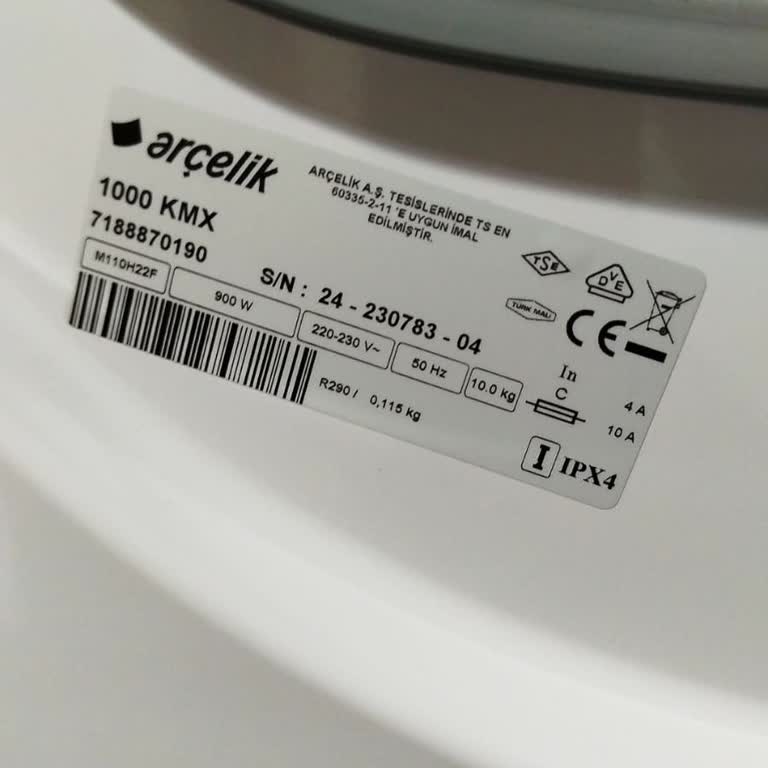 arçelik
ARÇELİK A.Ş. TESİSLERİNDE TS EN
60335-2-11 'E UYGUN İMAL
EDİLMİŞTİR.
1000 KMX
7188870190
S/N : 24 - 230783 - 04
M110H22F
900 W
220-230 V~
50 Hz
10.0 kg
R290 / 0,115 kg
TSE
DVE
TÜRK MALI
CE
In 4 A
C 10 A
I IPX4